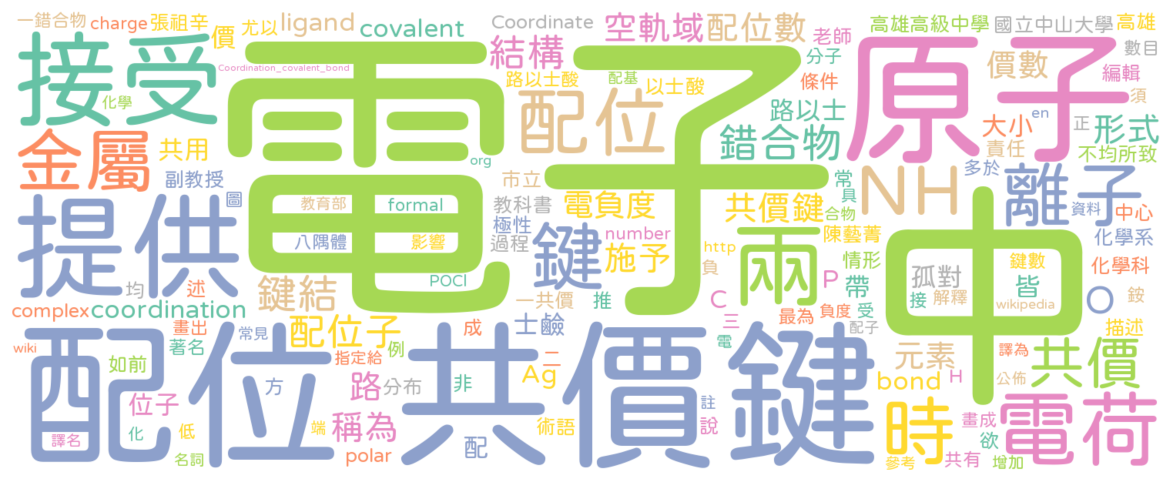 一錯合物 charge 張祖辛 尤以 ligand
價 covalent
Coordinate 空軌域 配位數 老師 高雄高級中學 國立中山大學 高雄
數目
接受 電子 結構 分子 原子 價數 編輯
Coordination_covalent_bond
路以士酸 配基 以士酸 條件 須
化學 配位 路以士 大小 en 正 形式
金屬 共用 錯合物 責任 不均所致
org
副教授 圖 市立 NH 多於 離子
提供 教育部 formal 教科書 電負度 共價鍵 常 具 資料 中心
八隅體 影響 極性 過程 鍵 number 施予 兩 合物 陳藝菁 中 化學系
http 情形
均 述 鍵結 POCl 負 P 帶 孤對 鍵數 皆 O 化學科
complex coordination 一共價 推 C 接 解釋 wikipedia 銨
畫出 配位子 士鹼 三 最為 負度 受 描述
wiki 如前 著名 常見 成 電 配子 元素 譯為 共價
指定給 例 二 Ag bond H 公佈
配位共價鍵 位子 方 路 分布 非 時 電荷
譯名 化 低 端 稱為 術語 註 說 畫成 欲
名詞 polar 配 參考 共有 增加